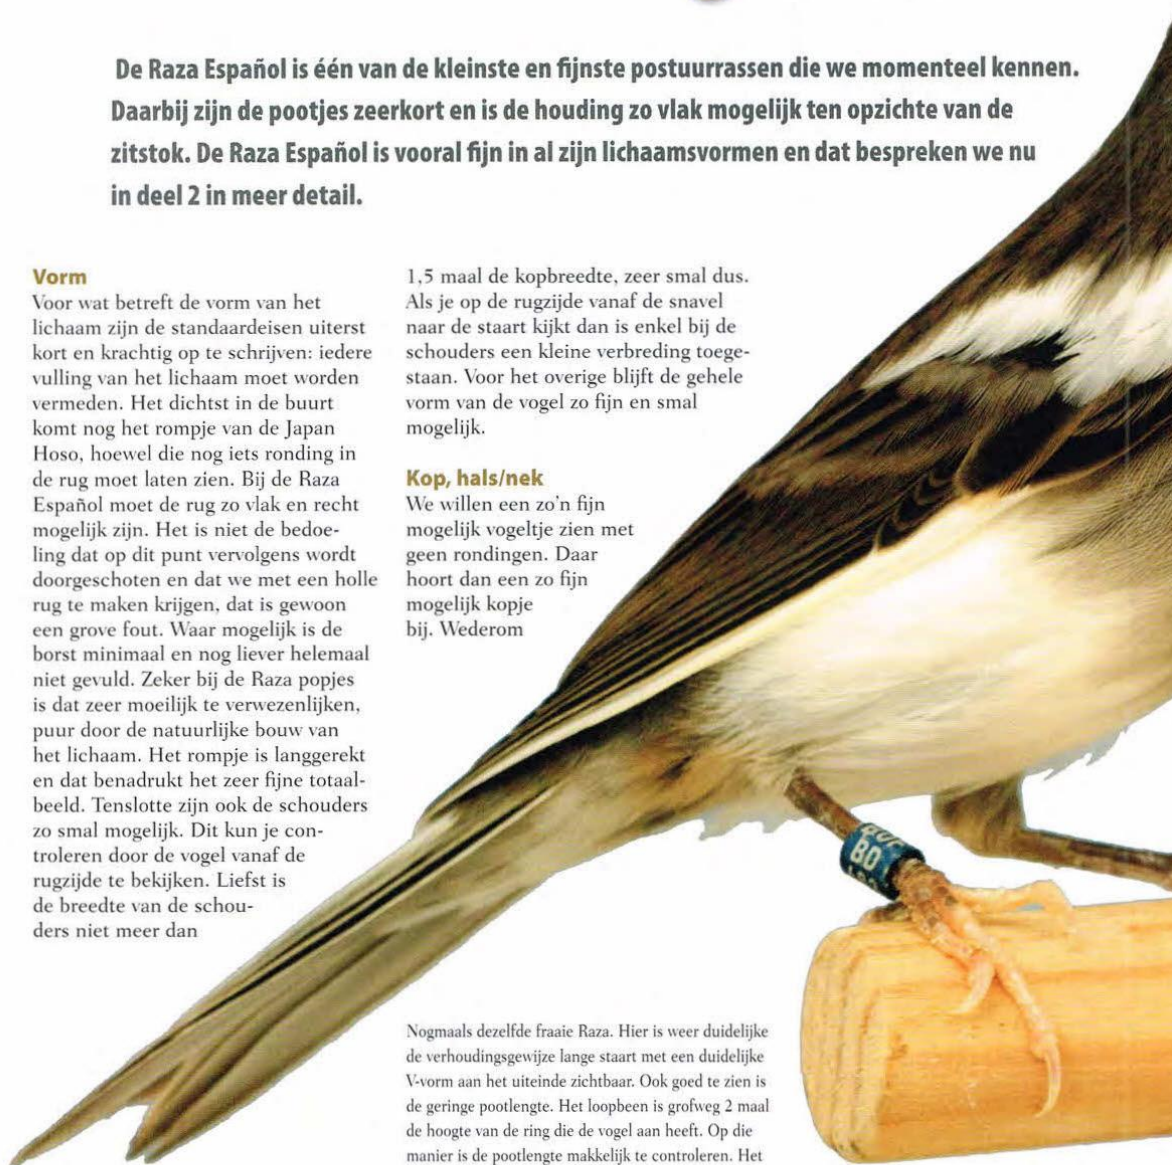 De Raza Español is één van de kleinste en fijnste postuurrassen die we momenteel kennen.
Daarbij zijn de pootjes zeerkort en is de houding zo vlak mogelijk ten opzichte van de
zitstok. De Raza Español is vooral fijn in al zijn lichaamsvormen en dat bespreken we nu
in deel 2 in meer detail.
Vorm
Voor wat betreft de vorm van het
lichaam zijn de standaardeisen uiterst
kort en krachtig op te schrijven: iedere
vulling van het lichaam moet worden
vermeden. Het dichtst in de buurt
komt nog het rompje van de Japan
Hoso, hoewel die nog iets ronding in
de rug moet laten zien. Bij de Raza
Español moet de rug zo vlak en recht
mogelijk zijn. Het is niet de bedoe-
ling dat op dit punt vervolgens wordt
doorgeschoten en dat we met een holle
rug te maken krijgen, dat is gewoon
een grove fout. Waar mogelijk is de
borst minimaal en nog liever helemaal
niet gevuld. Zeker bij de Raza popjes
is dat zeer moeilijk te verwezenlijken,
puur door de natuurlijke bouw van
het lichaam. Het rompje is langgerekt
en dat benadrukt het zeer fijne totaal-
beeld. Tenslotte zijn ook de schouders
zo smal mogelijk. Dit kun je con-
troleren door de vogel vanaf de
rugzijde te bekijken. Liefst is
de breedte van de schou-
ders niet meer dan
1,5 maal de kopbreedte, zeer smal dus.
Als je op de rugzijde vanaf de snavel
naar de staart kijkt dan is enkel bij de
schouders een kleine verbreding toege-
staan. Voor het overige blijft de gehele
vorm van de vogel zo fijn en smal
mogelijk.
Kop, hals/nek
We willen een zo'n fijn
mogelijk vogeltje zien met
geen rondingen. Daar
hoort dan een zo fijn
mogelijk kopje
bij. Wederom
Nogmaals dezelfde fraaie Raza. Hier is weer duidelijke
de verhoudingsgewijze lange staart met een duidelijke
V-vorm aan het uiteinde zichtbaar. Ook goed te zien is
de geringe pootlengte. Het loopbeen is grofweg 2 maal
de hoogte van de ring die de vogel aan heeft. Op die
manier is de pootlengte makkelijk te controleren. Het
BO